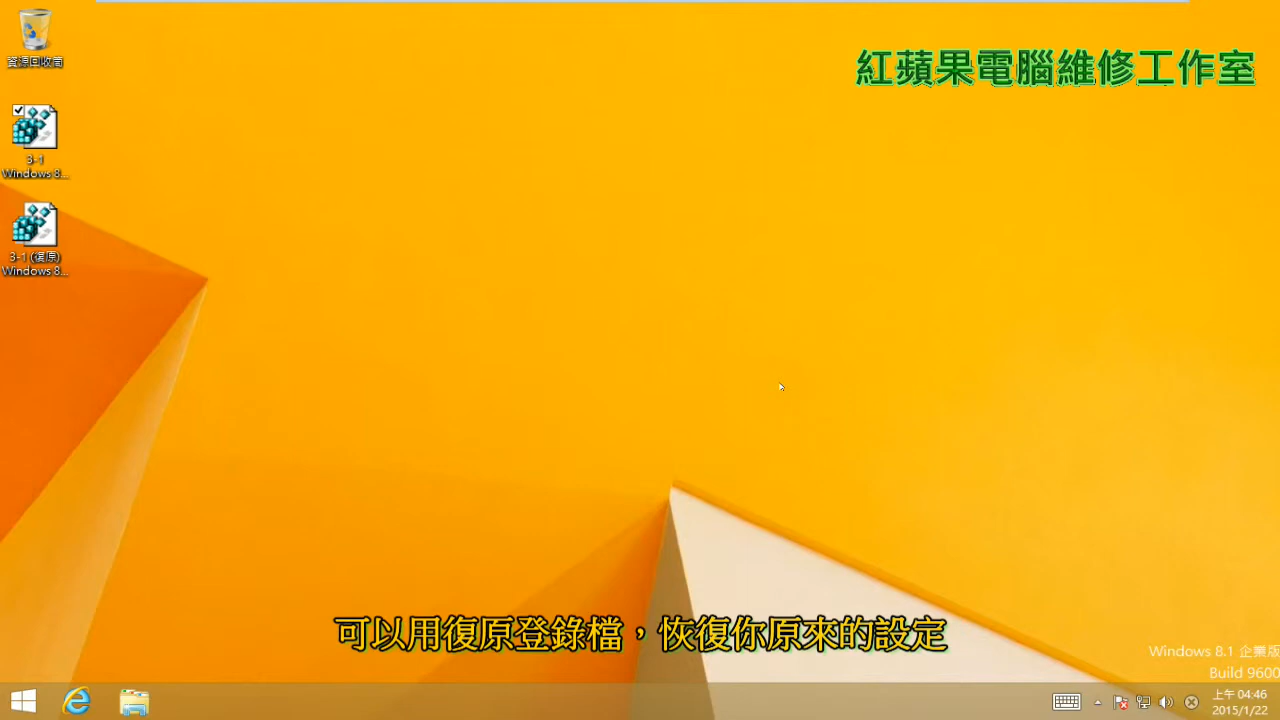 資源回收筒
紅蘋果電腦維修工作室
3-1
Windows 8...
3-1 (復原)
Windows 8...
可以用復原登錄檔，恢復你原來的設定
Windows 8.1 企業版
Build 9600
上午 04:46
2015/1/22